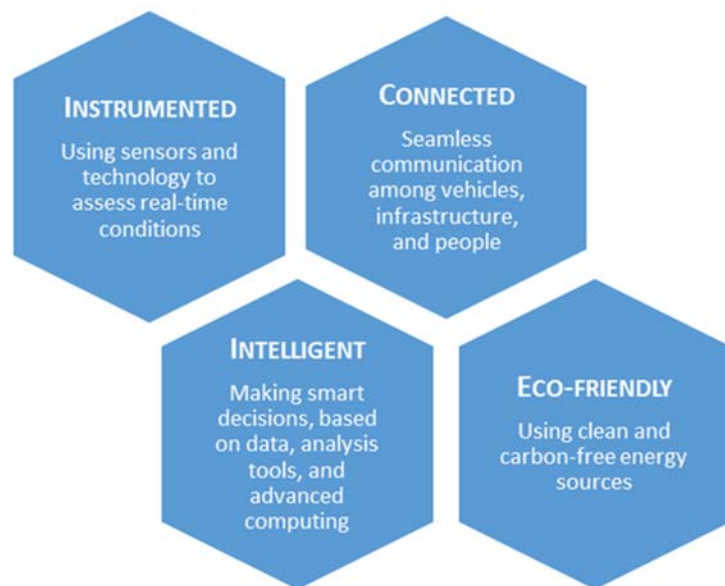 INSTRUMENTED
Using sensors and
technology to
assess real-time
conditions
CONNECTED
Seamless
communication
among vehicles,
infrastructure,
and people
INTELLIGENT
Making smart
decisions, based
on data, analysis
tools, and
advanced
computing
ECO-FRIENDLY
Using clean and
carbon-free energy
sources